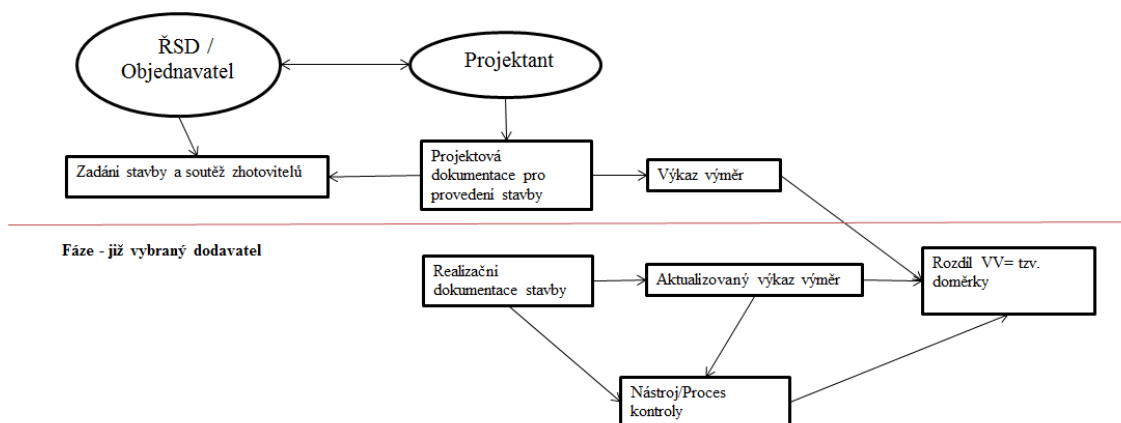 ŘSD /
Objednavatel
Projektant
Zadání stavby a soutěž zhotovitelů
Projektová
dokumentace pro
provedení stavby
Výkaz výměr
Fáze - již vybraný dodavatel
Realizační
dokumentace stavby
Aktualizovaný výkaz výměr
Rozdíl VV= tzv.
doměrky
Nástroj/Proces
kontroly